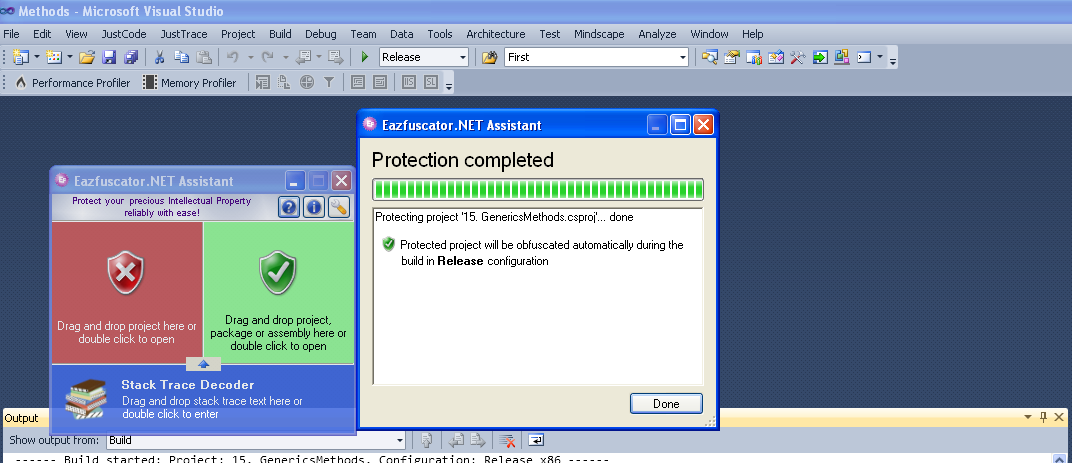 Methods - Microsoft Visual Studio
File Edit View JustCode JustTrace Project Build Debug Team Data Tools Architecture Test Mindscape Analyze Window Help
Release First
Performance Profiler Memory Profiler
Eazfuscator.NET Assistant
Protection completed
Protecting project '15. GenericsMethods.csproj'... done
Protected project will be obfuscated automatically during the
build in Release configuration
Done
Eazfuscator.NET Assistant
Protect your precious Intellectual Property
reliably with ease!
Drag and drop project here or
double click to open
Drag and drop project,
package or assembly here or
double click to open
Stack Trace Decoder
Drag and drop stack trace text here or
double click to enter
Output
Show output from: Build
------ Build started: Project: 15. GenericsMethods, Configuration: Release x86 ------